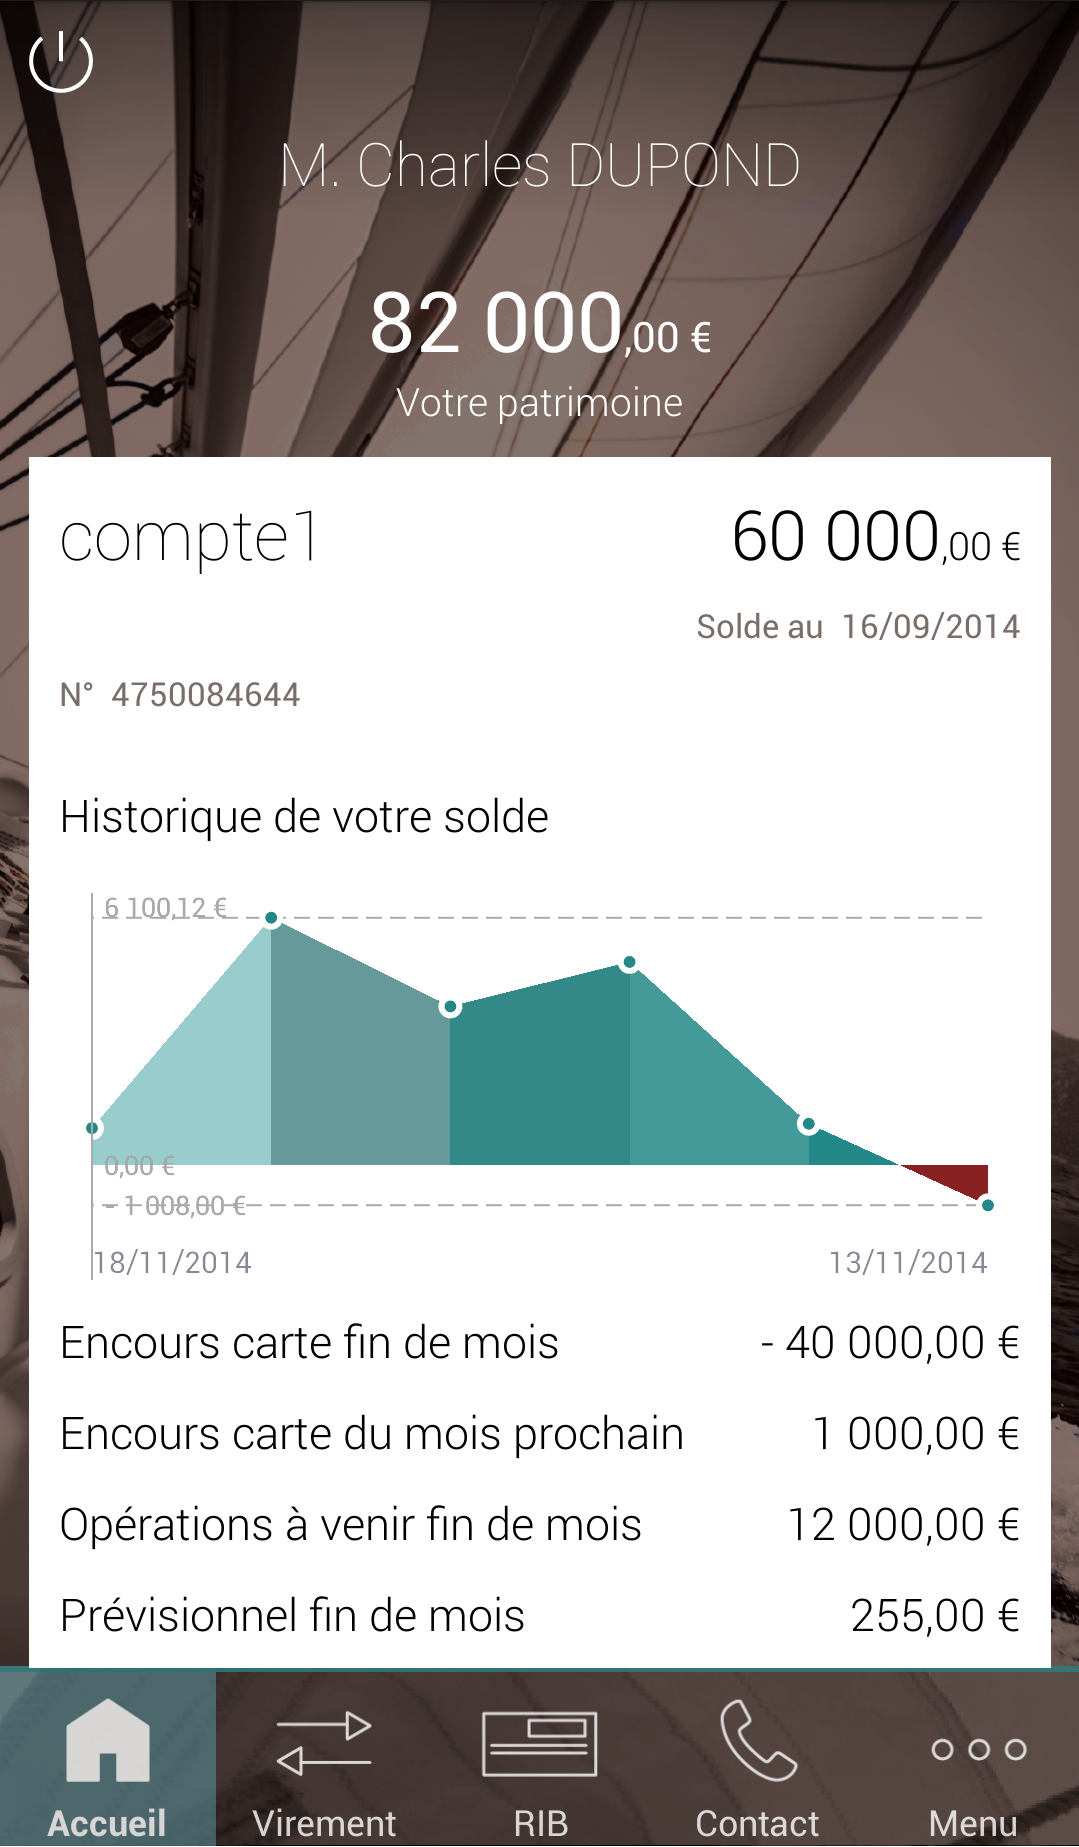 M. Charles DUPOND
82 000,00 €
Votre patrimoine
compte1 60 000,00 €
Solde au 16/09/2014
N° 4750084644
Historique de votre solde
6 100,12 €
0,00 €
- 1 008,00 €
18/11/2014 13/11/2014
Encours carte fin de mois - 40 000,00 €
Encours carte du mois prochain 1 000,00 €
Opérations à venir fin de mois 12 000,00 €
Prévisionnel fin de mois 255,00 €
Accueil Virement RIB Contact Menu